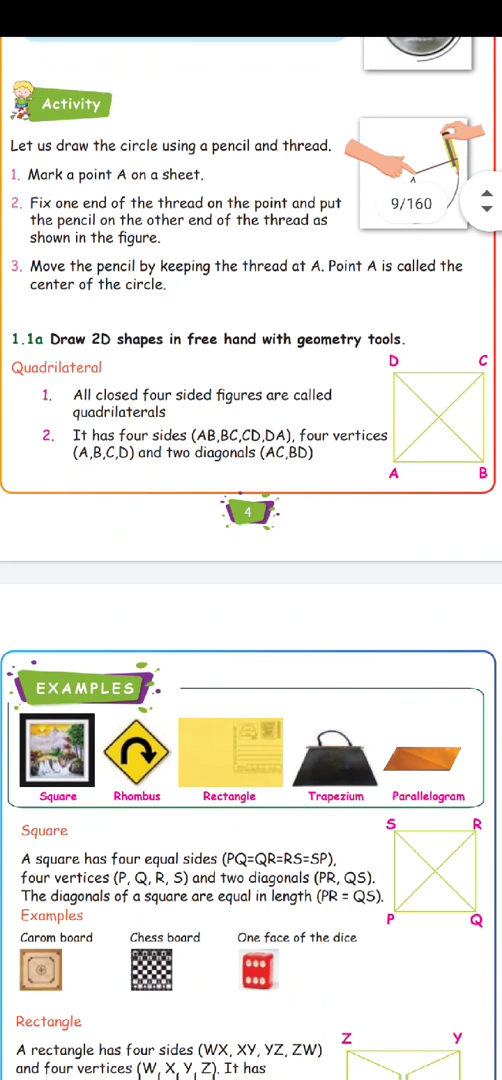 Activity
Let us draw the circle using a pencil and thread.
1. Mark a point A on a sheet.
2. Fix one end of the thread on the point and put
the pencil on the other end of the thread as
shown in the figure.
A
9/160
3. Move the pencil by keeping the thread at A. Point A is called the
center of the circle.
1.1a Draw 2D shapes in free hand with geometry tools.
Quadrilateral
1. All closed four sided figures are called
quadrilaterals
2. It has four sides (AB,BC,CD,DA), four vertices
(A,B,C,D) and two diagonals (AC,BD)
D C
A B
4
EXAMPLES
Square Rhombus Rectangle Trapezium Parallelogram
Square
A square has four equal sides (PQ=QR=RS=SP),
four vertices (P, Q, R, S) and two diagonals (PR, QS).
The diagonals of a square are equal in length (PR = QS).
S R
P Q
Examples
Carom board Chess board One face of the dice
Rectangle
A rectangle has four sides (WX, XY, YZ, ZW)
and four vertices (W, X, Y, Z). It has
Z Y